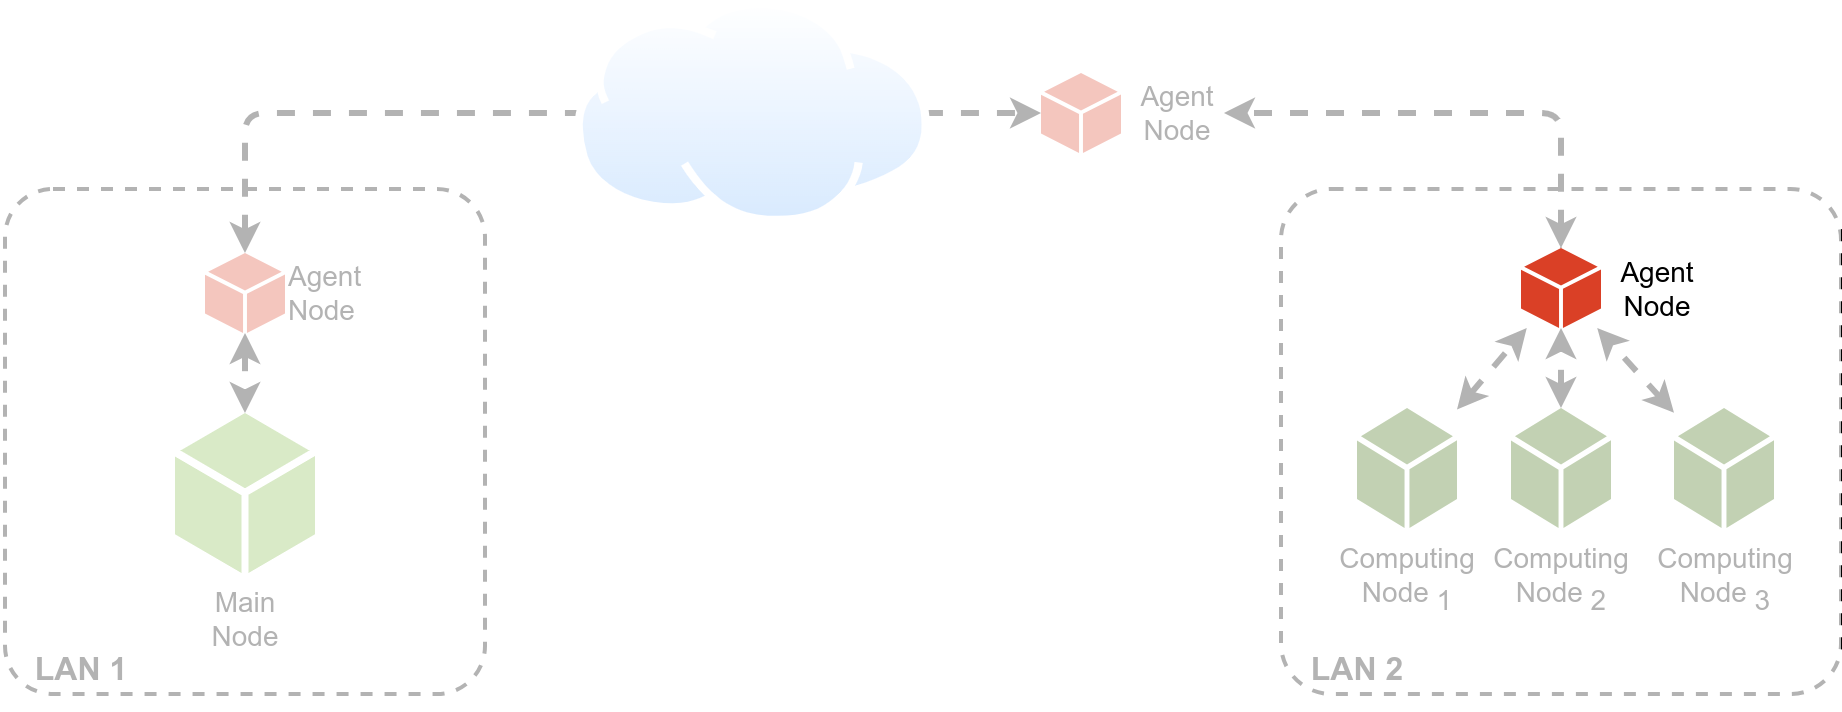 Agent
Node
Agent
Node
Main
Node
LAN 1
Agent
Node
Computing
Node 1
Computing
Node 2
Computing
Node 3
LAN 2